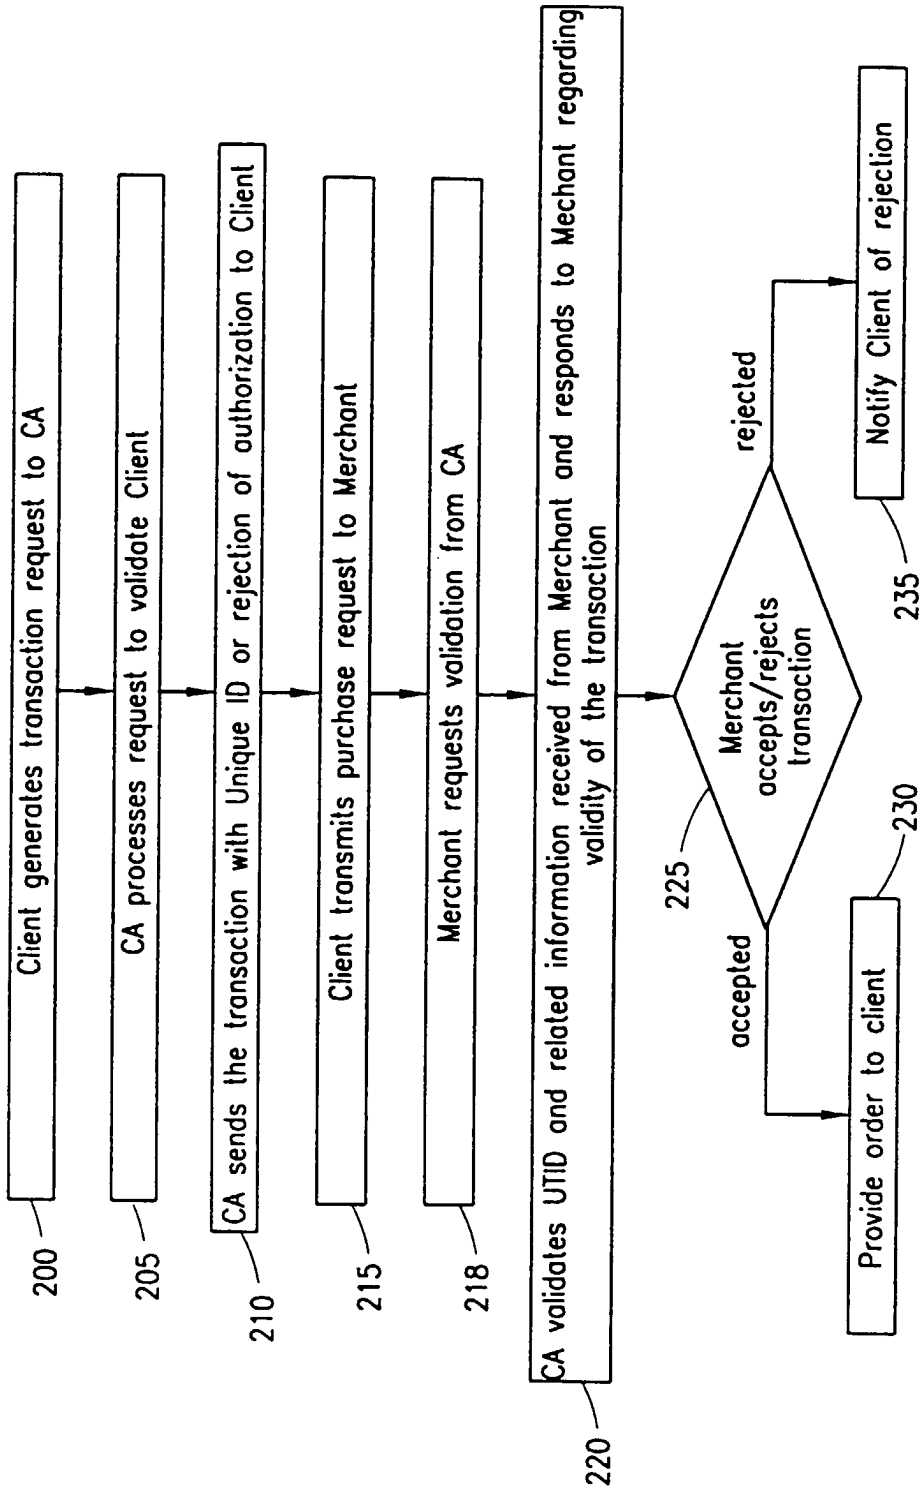 Client generates transaction request to CA
200
CA processes request to validate Client
205
CA sends the transaction with Unique ID or rejection of authorization to Client
210
Client transmits purchase request to Merchant
215
Merchant requests validation from CA
218
CA validates UTID and related information received from Merchant and responds to Mechant regarding
validity of the transaction
220
Merchant
accepts/rejects
transaction
225
accepted
rejected
Provide order to client
230
Notify Client of rejection
235